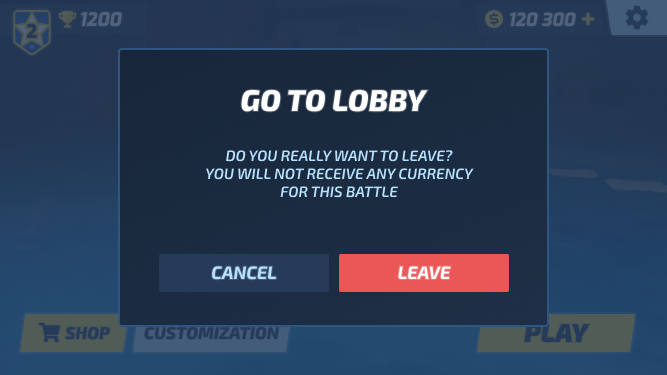 2
1200
120 300 +
GO TO LOBBY
DO YOU REALLY WANT TO LEAVE?
YOU WILL NOT RECEIVE ANY CURRENCY
FOR THIS BATTLE
CANCEL
LEAVE
SHOP
CUSTOMIZATION
PLAY